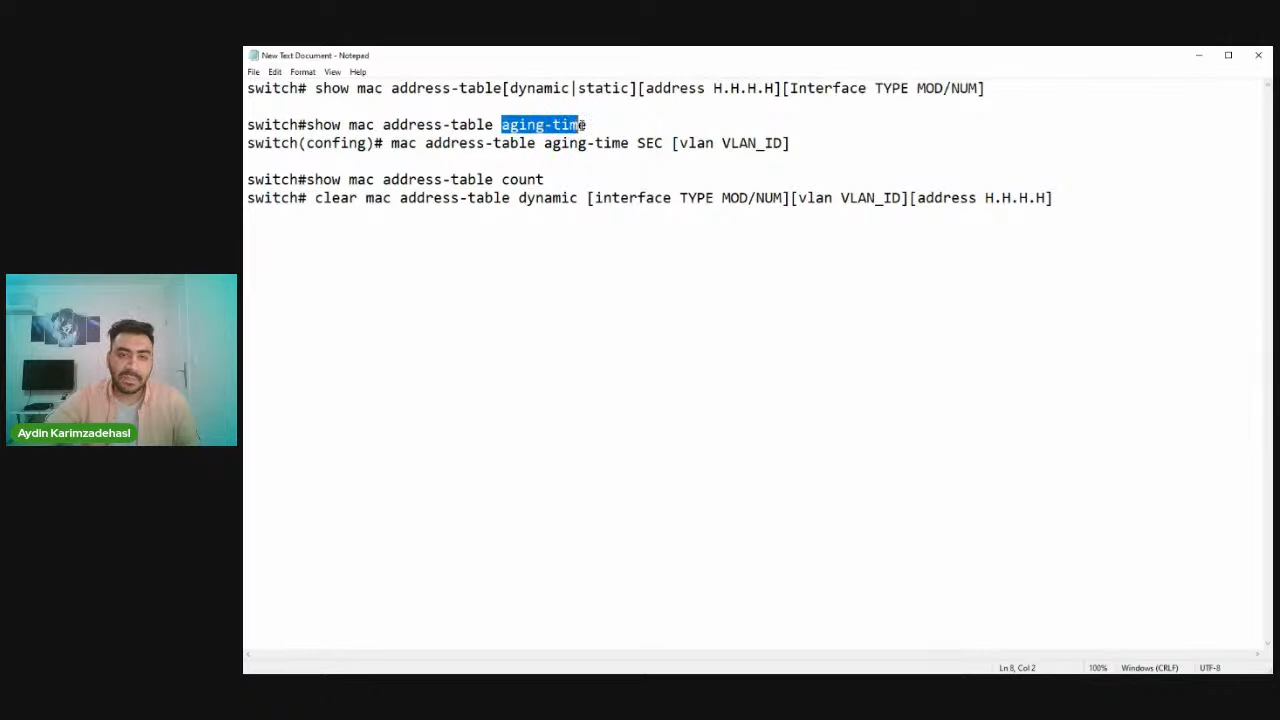 New Text Document - Notepad
File Edit Format View Help
switch# show mac address-table[dynamic|static][address H.H.H.H][Interface TYPE MOD/NUM]
switch#show mac address-table aging-time
switch(confing)# mac address-table aging-time SEC [vlan VLAN_ID]
switch#show mac address-table count
switch# clear mac address-table dynamic [interface TYPE MOD/NUM][vlan VLAN_ID][address H.H.H.H]
Aydin Karimzadehasl
Ln 8, Col 2 100% Windows (CRLF) UTF-8